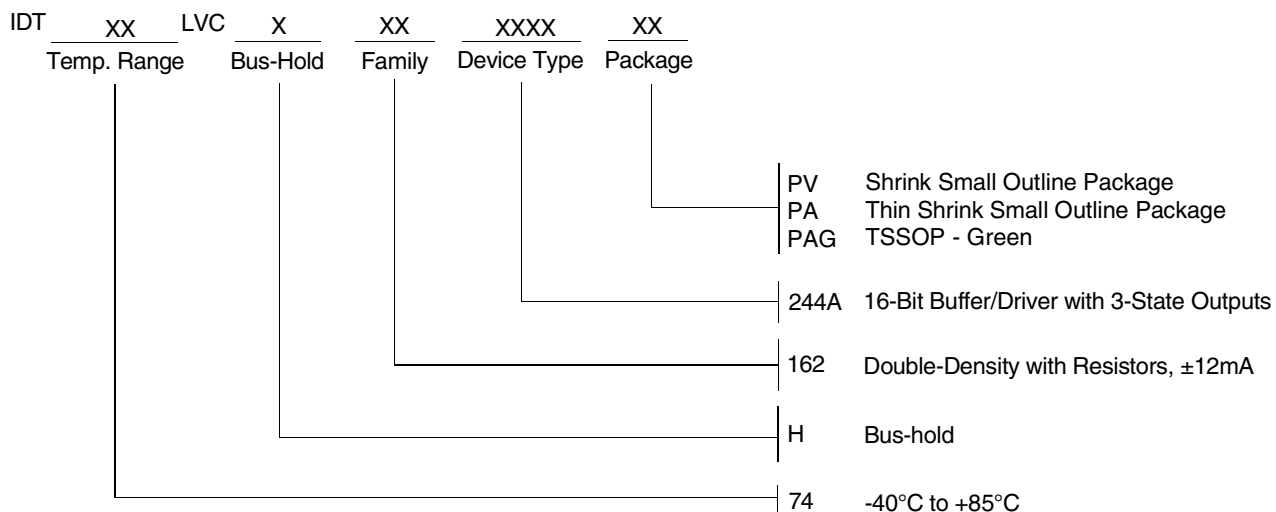 IDT XX LVC X XX XXXX XX
Temp. Range Bus-Hold Family Device Type Package
PV Shrink Small Outline Package
PA Thin Shrink Small Outline Package
PAG TSSOP - Green
244A 16-Bit Buffer/Driver with 3-State Outputs
162 Double-Density with Resistors, ±12mA
H Bus-hold
74 -40°C to +85°C